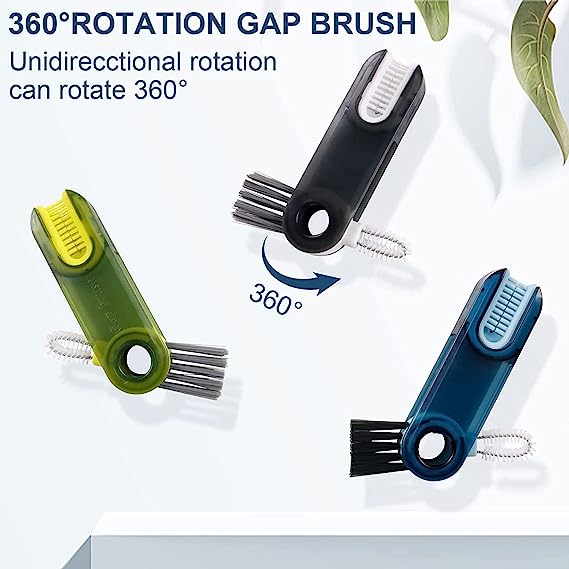 360°ROTATION GAP BRUSH
Unidirecctional rotation
can rotate 360°
360°